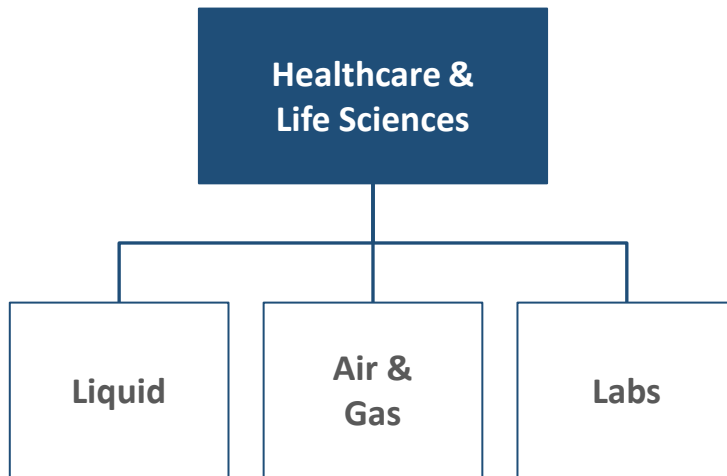 Healthcare &
Life Sciences
Liquid
Air &
Gas
Labs